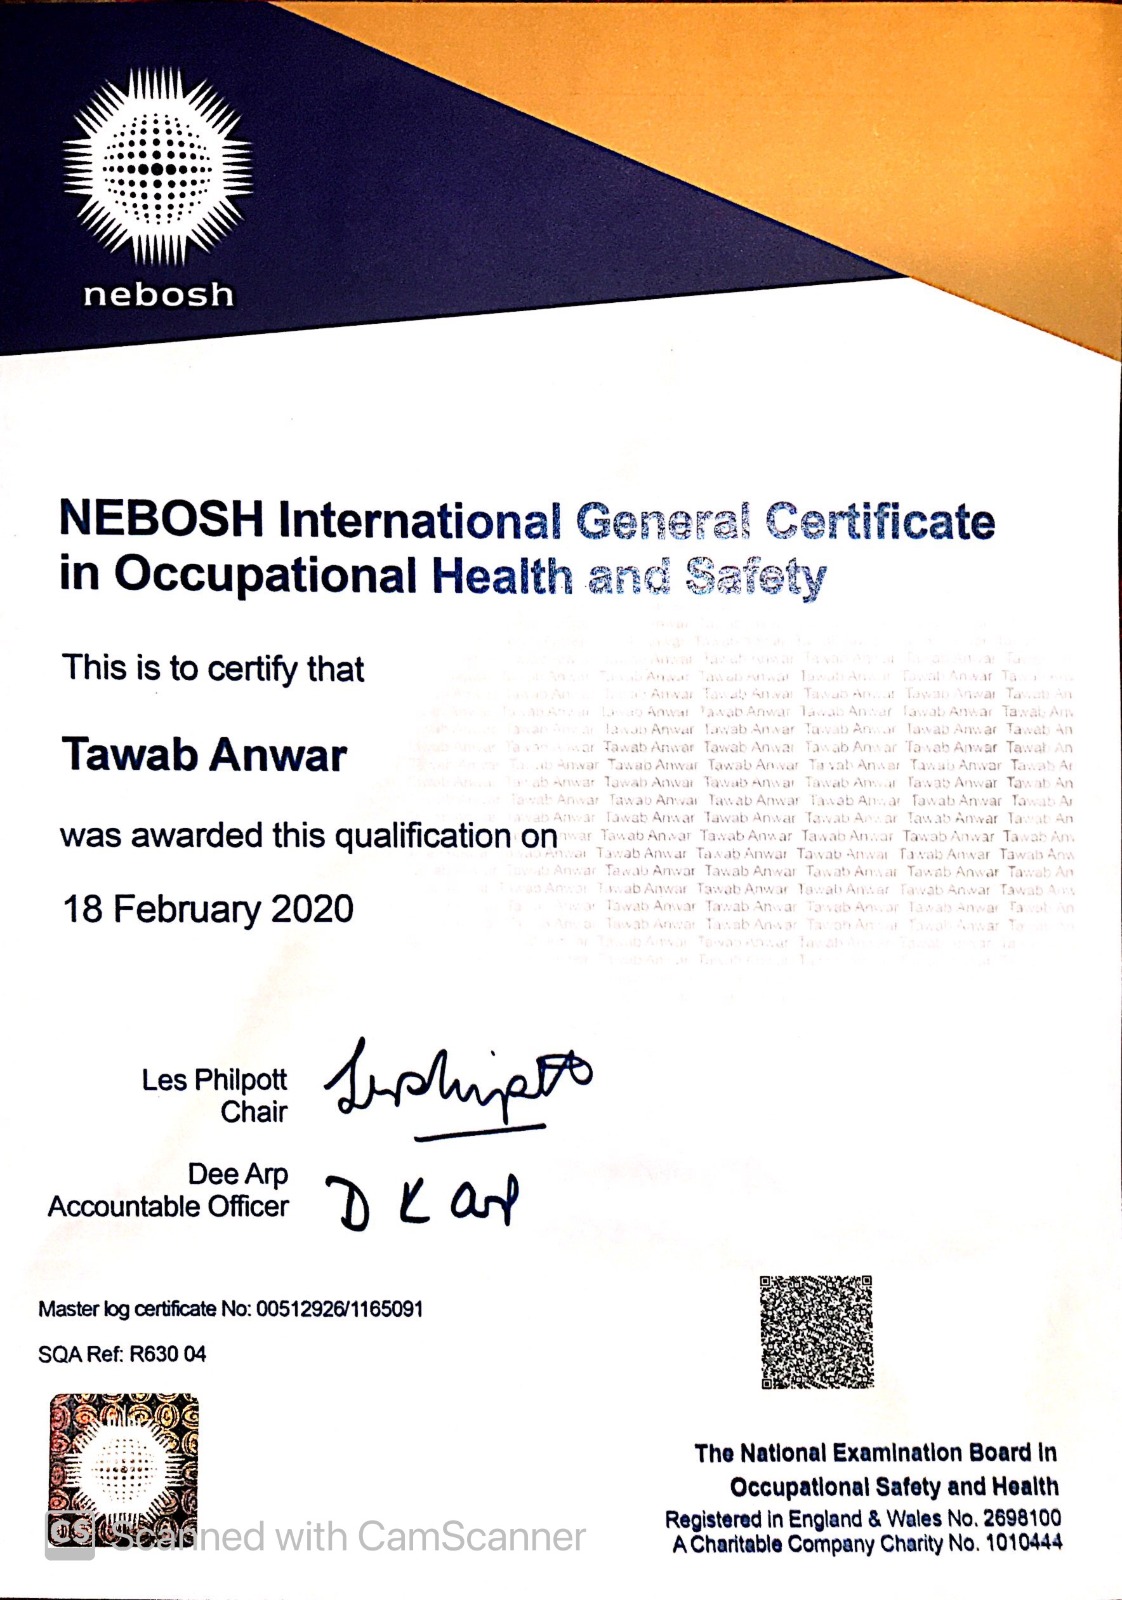 nebosh
NEBOSH International General Certificate
in Occupational Health and Safety
This is to certify that
Tawab Anwar
was awarded this qualification on
18 February 2020
Les Philpott
Chair
Dee Arp
Accountable Officer
D K Arp
Master log certificate No: 00512926/1165091
SQA Ref: R630 04
The National Examination Board in
Occupational Safety and Health
Registered in England & Wales No. 2698100
A Charitable Company Charity No. 1010444
CS Scanned with CamScanner